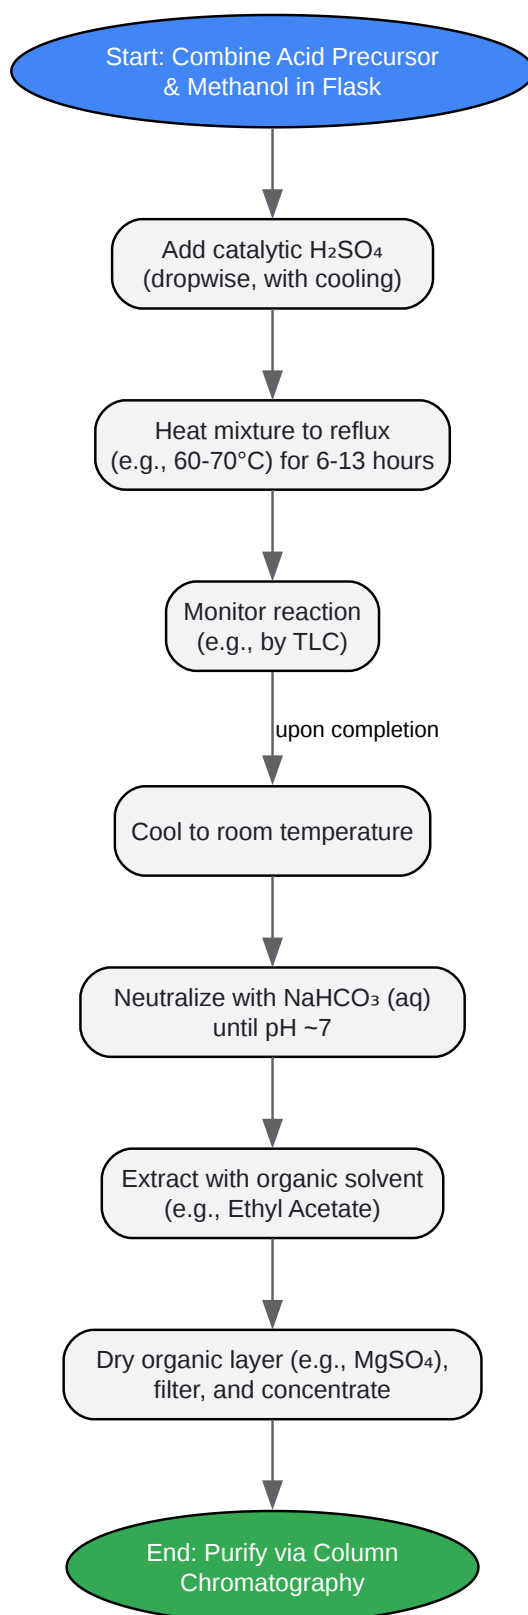 Start: Combine Acid Precursor
& Methanol in Flask
Add catalytic H₂SO₄
(dropwise, with cooling)
Heat mixture to reflux
(e.g., 60-70°C) for 6-13 hours
Monitor reaction
(e.g., by TLC)
upon completion
Cool to room temperature
Neutralize with NaHCO₃ (aq)
until pH ~7
Extract with organic solvent
(e.g., Ethyl Acetate)
Dry organic layer (e.g., MgSO₄),
filter, and concentrate
End: Purify via Column
Chromatography